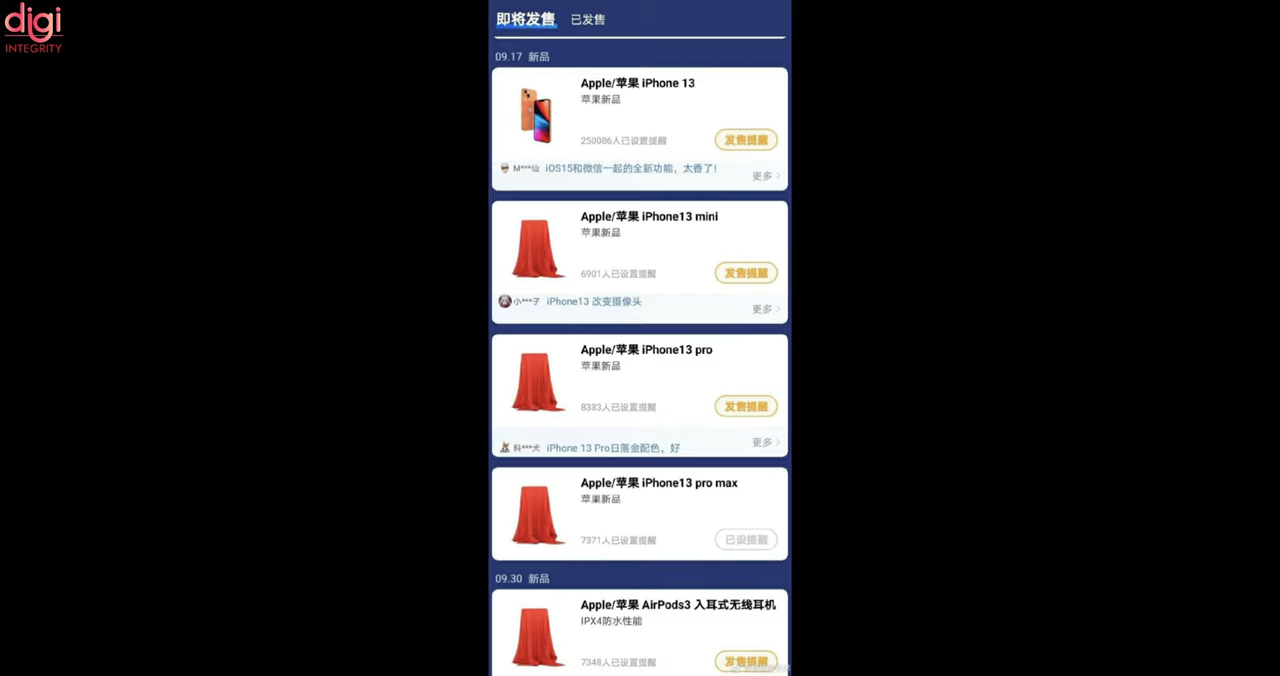 digi
INTEGRITY
即将发售 已发售
09.17 新品
Apple/苹果 iPhone 13
苹果新品
250086人已设置提醒
发售提醒
M***仙 iOS15和微信一起的全新功能，太香了！
更多
Apple/苹果 iPhone13 mini
苹果新品
6901人已设置提醒
发售提醒
小***子 iPhone13 改变摄像头
更多
Apple/苹果 iPhone13 pro
苹果新品
8383人已设置提醒
发售提醒
科***犬 iPhone 13 Pro日落金配色，好
更多
Apple/苹果 iPhone13 pro max
苹果新品
7371人已设置提醒
已设提醒
09.30 新品
Apple/苹果 AirPods3 入耳式无线耳机
IPX4防水性能
7348人已设置提醒
发售提醒